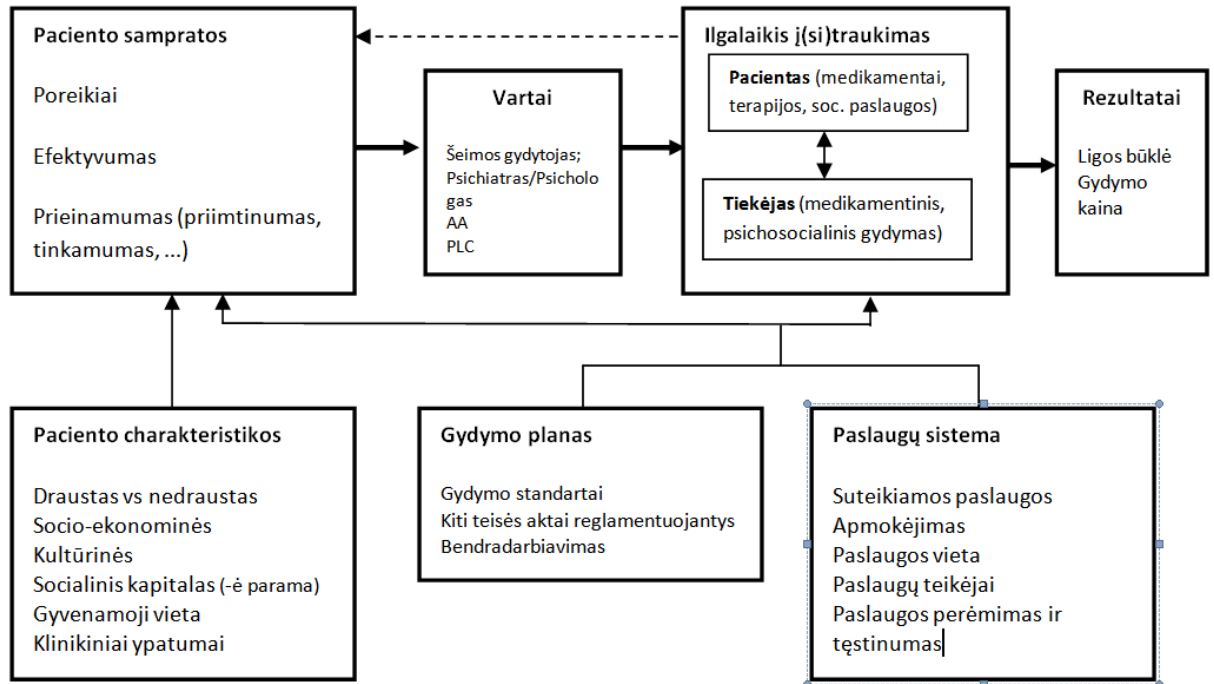 Paciento sampratos
Poreikiai
Efektyvumas
Prieinamumas (priimtinumas,
tinkamumas, ...)
Vartai
Šeimos gydytojas;
Psichiatras/Psicholo
gas
AA
PLC
Ilgalaikis į(si)traukimas
Pacientas (medikamentai,
terapijos, soc. paslaugos)
Tiekėjas (medikamentinis,
psichosocialinis gydymas)
Rezultatai
Ligos būklė
Gydymo
kaina
Paciento charakteristikos
Draustas vs nedraustas
Socio-ekonominės
Kultūrinės
Socialinis kapitalas (-ė parama)
Gyvenamoji vieta
Klinikiniai ypatumai
Gydymo planas
Gydymo standartai
Kiti teisės aktai reglamentuojantys
Bendradarbiavimas
Paslaugų sistema
Suteikiamos paslaugos
Apmokėjimas
Paslaugos vieta
Paslaugų teikėjai
Paslaugos perėmimas ir
tęstinumas